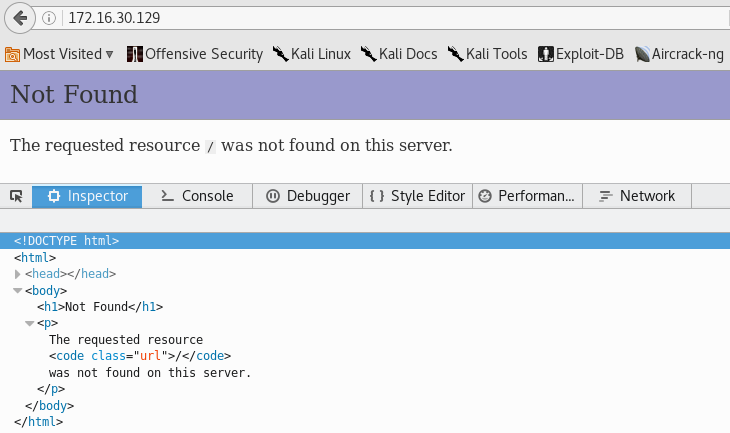 172.16.30.129
Most Visited Offensive Security Kali Linux Kali Docs Kali Tools Exploit-DB Aircrack-ng
Not Found
The requested resource / was not found on this server.
Inspector Console Debugger { } Style Editor Performan... Network
<!DOCTYPE html>
<html>
<head></head>
<body>
<h1>Not Found</h1>
<p>
The requested resource
<code class="url">/</code>
was not found on this server.
</p>
</body>
</html>